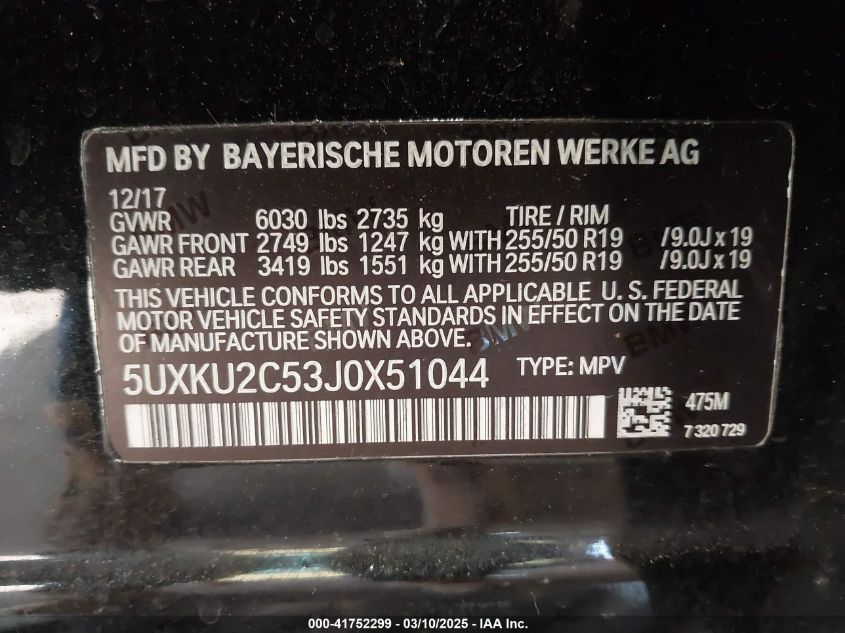 MFD BY BAYERISCHE MOTOREN WERKE AG
12/17
GVWR 6030 lbs 2735 kg TIRE / RIM
GAWR FRONT 2749 lbs 1247 kg WITH 255/50 R19 /9.0J x 19
GAWR REAR 3419 lbs 1551 kg WITH 255/50 R19 /9.0J x 19
THIS VEHICLE CONFORMS TO ALL APPLICABLE U. S. FEDERAL
MOTOR VEHICLE SAFETY STANDARDS IN EFFECT ON THE DATE
OF MANUFACTURE SHOWN ABOVE.
5UXKU2C53J0X51044 TYPE: MPV
475M
7 320 729
000-41752299 - 03/10/2025 - IAA Inc.